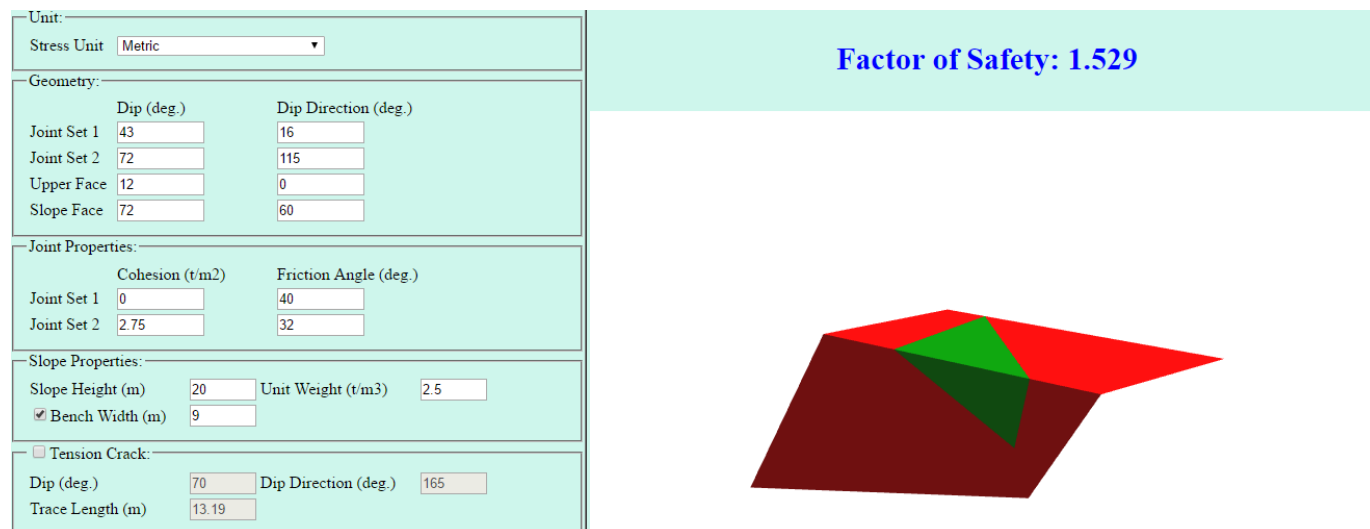 Unit:
Stress Unit Metric
Factor of Safety: 1.529
Geometry:
Dip (deg.) Dip Direction (deg.)
Joint Set 1 43 16
Joint Set 2 72 115
Upper Face 12 0
Slope Face 72 60
Joint Properties:
Cohesion (t/m2) Friction Angle (deg.)
Joint Set 1 0 40
Joint Set 2 2.75 32
Slope Properties:
Slope Height (m) 20 Unit Weight (t/m3) 2.5
Bench Width (m) 9
Tension Crack:
Dip (deg.) 70 Dip Direction (deg.) 165
Trace Length (m) 13.19